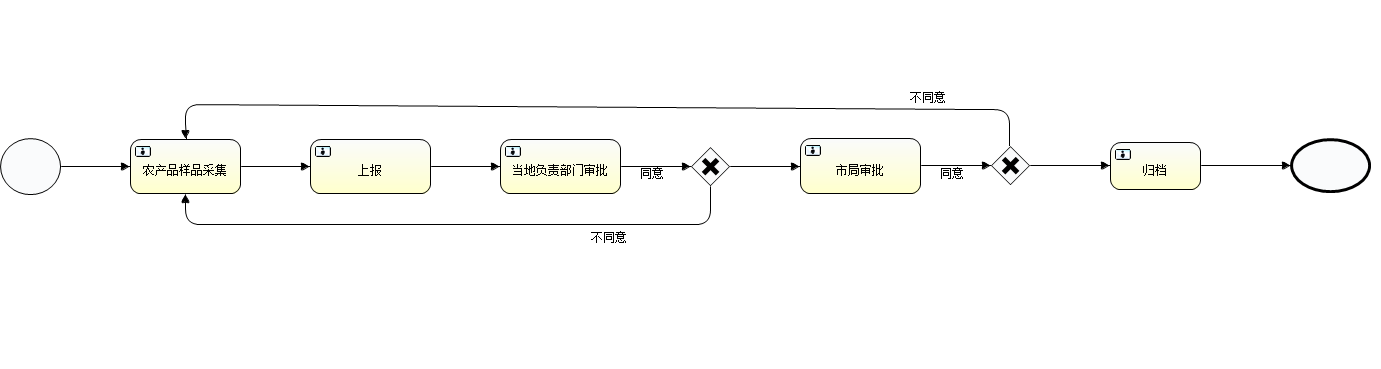 不同意
农产品样品采集
上报
当地负责部门审批
同意
市局审批
同意
归档
不同意